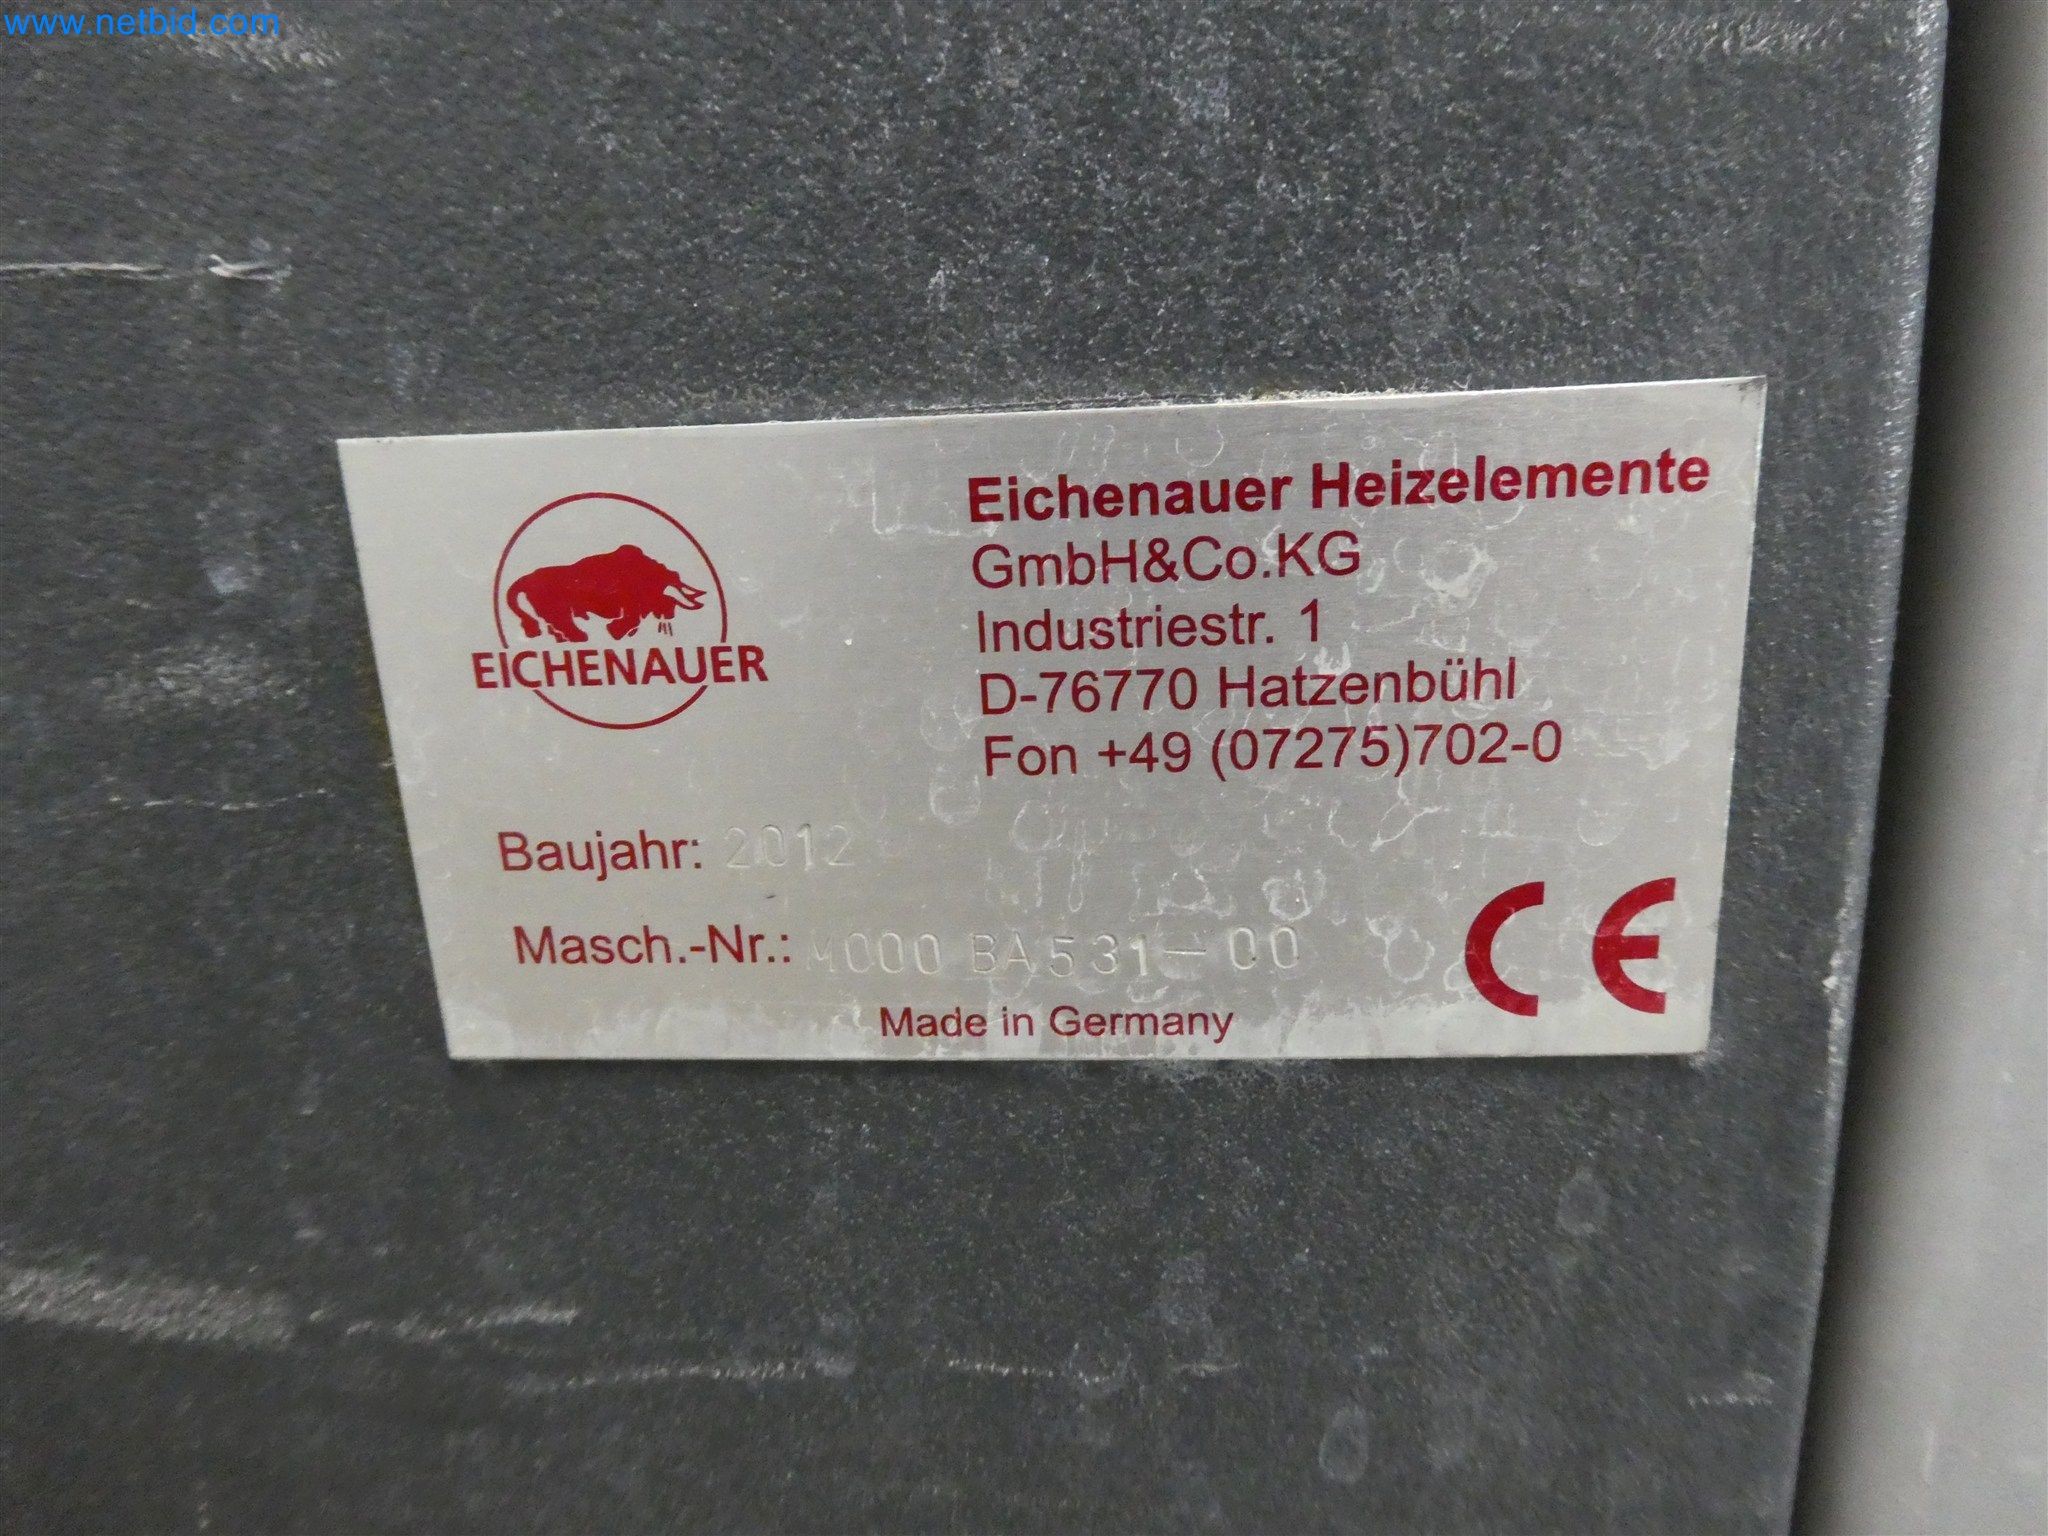 www.netbid.com
Eichenauer Heizelemente
GmbH&Co.KG
Industriestr. 1
D-76770 Hatzenbühl
Fon +49 (07275)702-0
EICHENAUER
Baujahr: 2012
Masch.-Nr.: M000 BA531-00
Made in Germany
CE